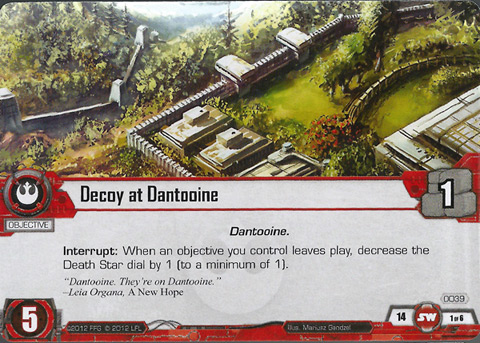 Decoy at Dantooine
1
OBJECTIVE
Dantooine.
Interrupt: When an objective you control leaves play, decrease the
Death Star dial by 1 (to a minimum of 1).
“Dantooine. They're on Dantooine.”
–Leia Organa, A New Hope
0039
5
©2012 FFG © 2012 LFL
Illus. Mariusz Gandzel
14
SW
1 of 6